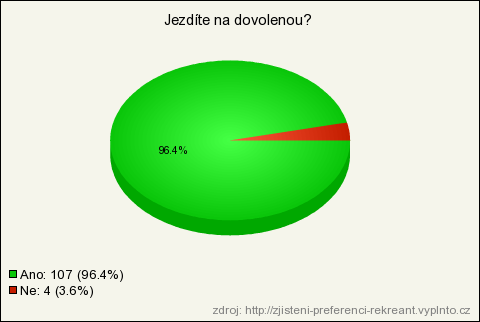 Jezdíte na dovolenou?
96.4%
Ano: 107 (96.4%)
Ne: 4 (3.6%)
zdroj: http://zjisteni-preferenci-rekreant.vyplnto.cz